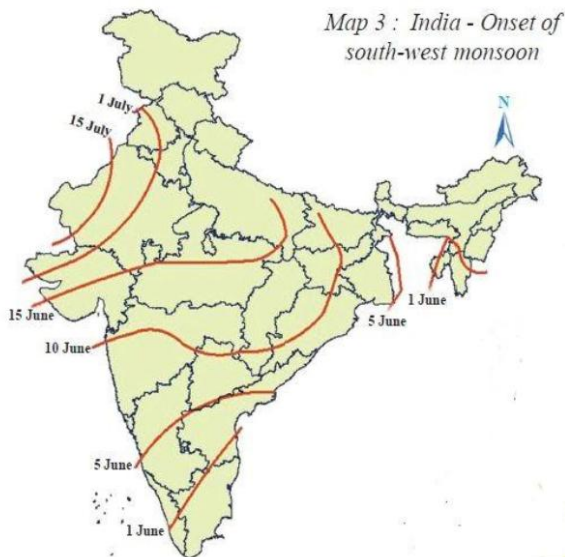 Map 3 : India - Onset of
south-west monsoon
N
1 July
15 July
15 June
10 June
5 June
1 June
5 June
1 June